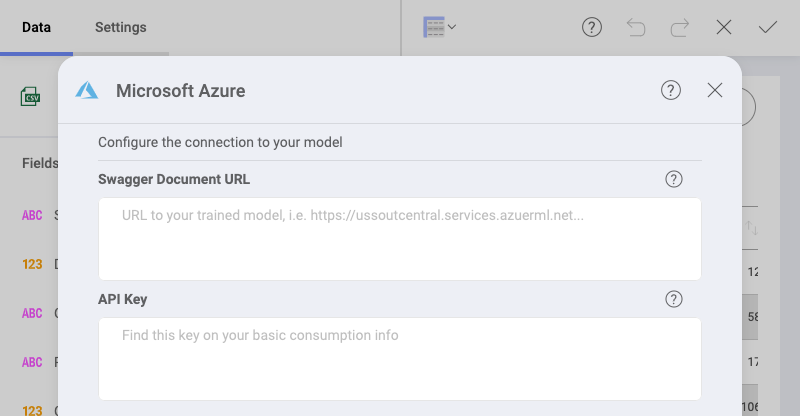 Data
Settings
CSV
Microsoft Azure
Configure the connection to your model
Fields
Swagger Document URL
ABC S
URL to your trained model, i.e. https://ussoutcentral.services.azuerml.net...
123
12
API Key
ABC
58
Find this key on your basic consumption info
ABC
17
123
106